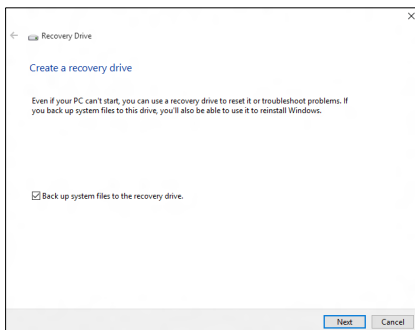 Recovery Drive
Create a recovery drive
Even if your PC can't start, you can use a recovery drive to reset it or troubleshoot problems. If
you back up system files to this drive, you'll also be able to use it to reinstall Windows.
Back up system files to the recovery drive.
Next Cancel